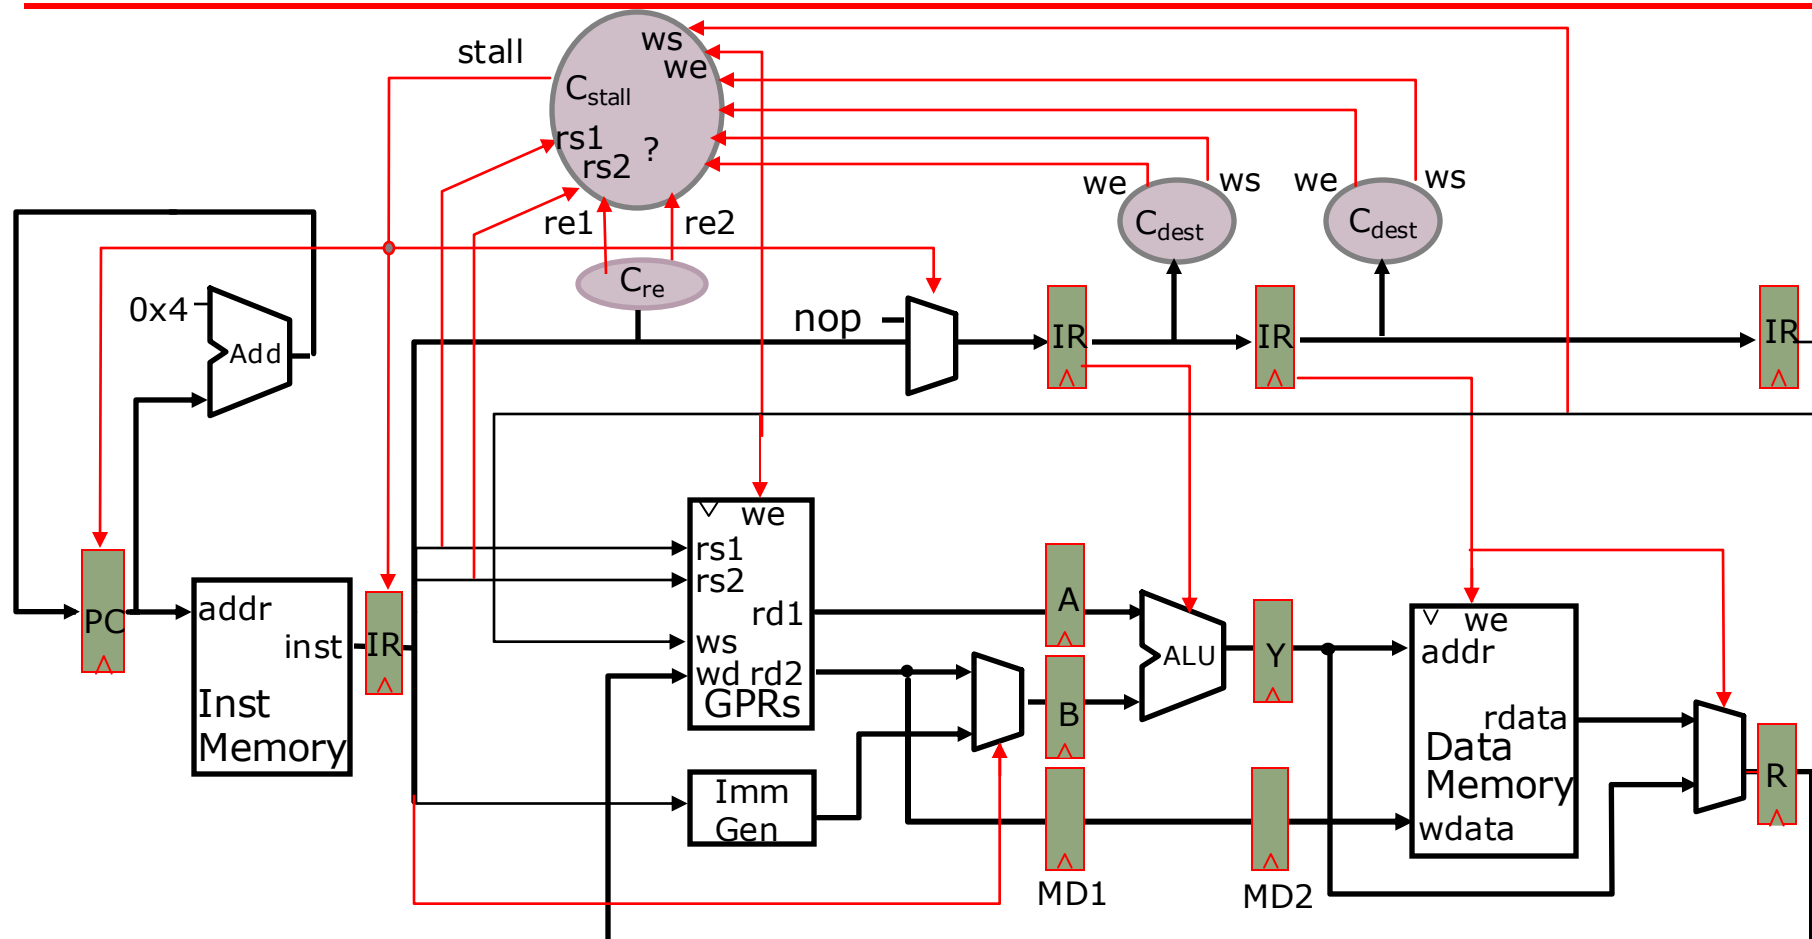 stall
ws
we
Cstall
rs1
rs2
?
re1
re2
Cre
we
ws
we
ws
Cdest
Cdest
0x4
Add
nop
IR
IR
IR
we
rs1
rs2
rd1
ws
wd rd2
GPRs
PC
addr
inst
Inst
Memory
IR
A
B
ALU
Y
we
addr
rdata
Data
Memory
wdata
R
Imm
Gen
MD1
MD2